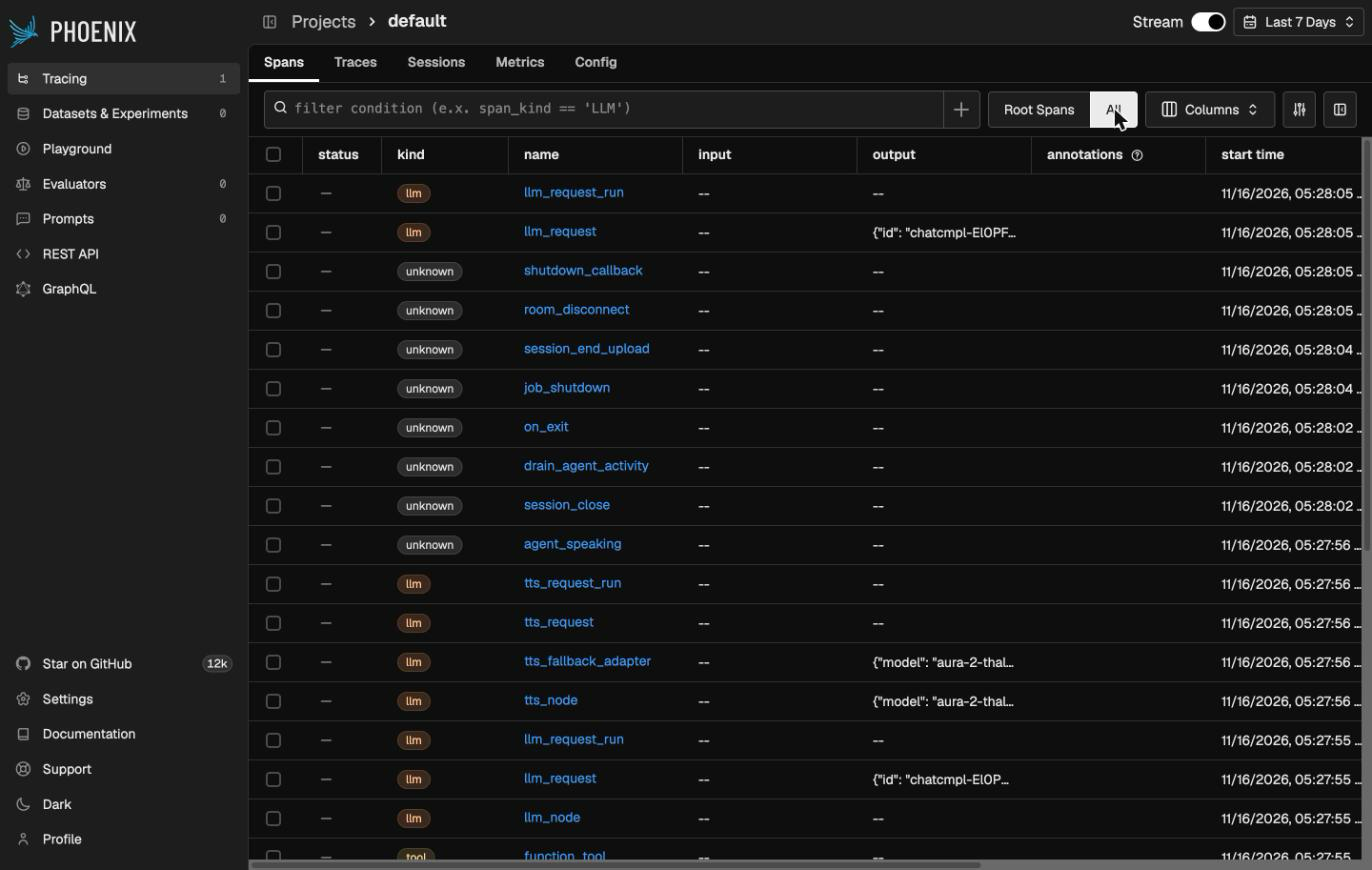 PHOENIX
Projects > default
Stream
Last 7 Days
Tracing 1
Datasets & Experiments 0
Playground
Evaluators 0
Prompts 0
REST API
GraphQL
Star on GitHub 12k
Settings
Documentation
Support
Dark
Profile
Spans Traces Sessions Metrics Config
filter condition (e.x. span_kind == 'LLM')
Root Spans All Columns
status kind name input output annotations start time
— llm llm_request_run -- -- 11/16/2026, 05:28:05 …
— llm llm_request -- {"id": "chatcmpl-ElOPF… 11/16/2026, 05:28:05 …
— unknown shutdown_callback -- -- 11/16/2026, 05:28:05 …
— unknown room_disconnect -- -- 11/16/2026, 05:28:05 …
— unknown session_end_upload -- -- 11/16/2026, 05:28:04 …
— unknown job_shutdown -- -- 11/16/2026, 05:28:04 …
— unknown on_exit -- -- 11/16/2026, 05:28:02 …
— unknown drain_agent_activity -- -- 11/16/2026, 05:28:02 …
— unknown session_close -- -- 11/16/2026, 05:28:02 …
— unknown agent_speaking -- -- 11/16/2026, 05:27:56 …
— llm tts_request_run -- -- 11/16/2026, 05:27:56 …
— llm tts_request -- -- 11/16/2026, 05:27:56 …
— llm tts_fallback_adapter -- {"model": "aura-2-thal… 11/16/2026, 05:27:56 …
— llm tts_node -- {"model": "aura-2-thal… 11/16/2026, 05:27:56 …
— llm llm_request_run -- -- 11/16/2026, 05:27:55 …
— llm llm_request -- {"id": "chatcmpl-ElOP… 11/16/2026, 05:27:55 …
— llm llm_node -- -- 11/16/2026, 05:27:55 …
— tool function_tool -- -- 11/16/2026, 05:27:55 …